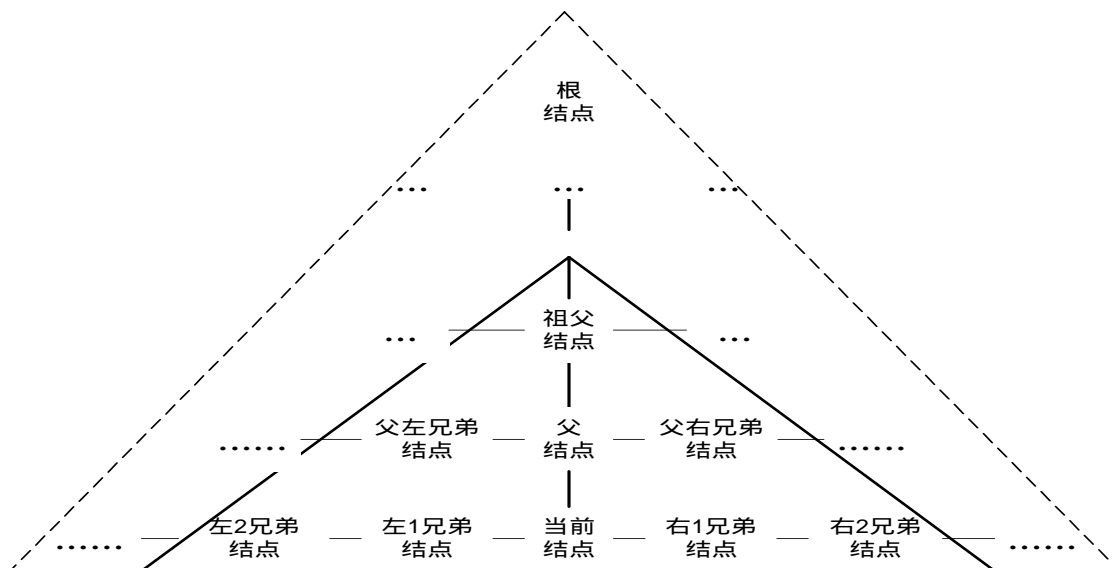 根
结点
… … …
祖父
结点
… …
父左兄弟
结点
父
结点
父右兄弟
结点
…… ……
左2兄弟
结点
左1兄弟
结点
当前
结点
右1兄弟
结点
右2兄弟
结点
…… ……